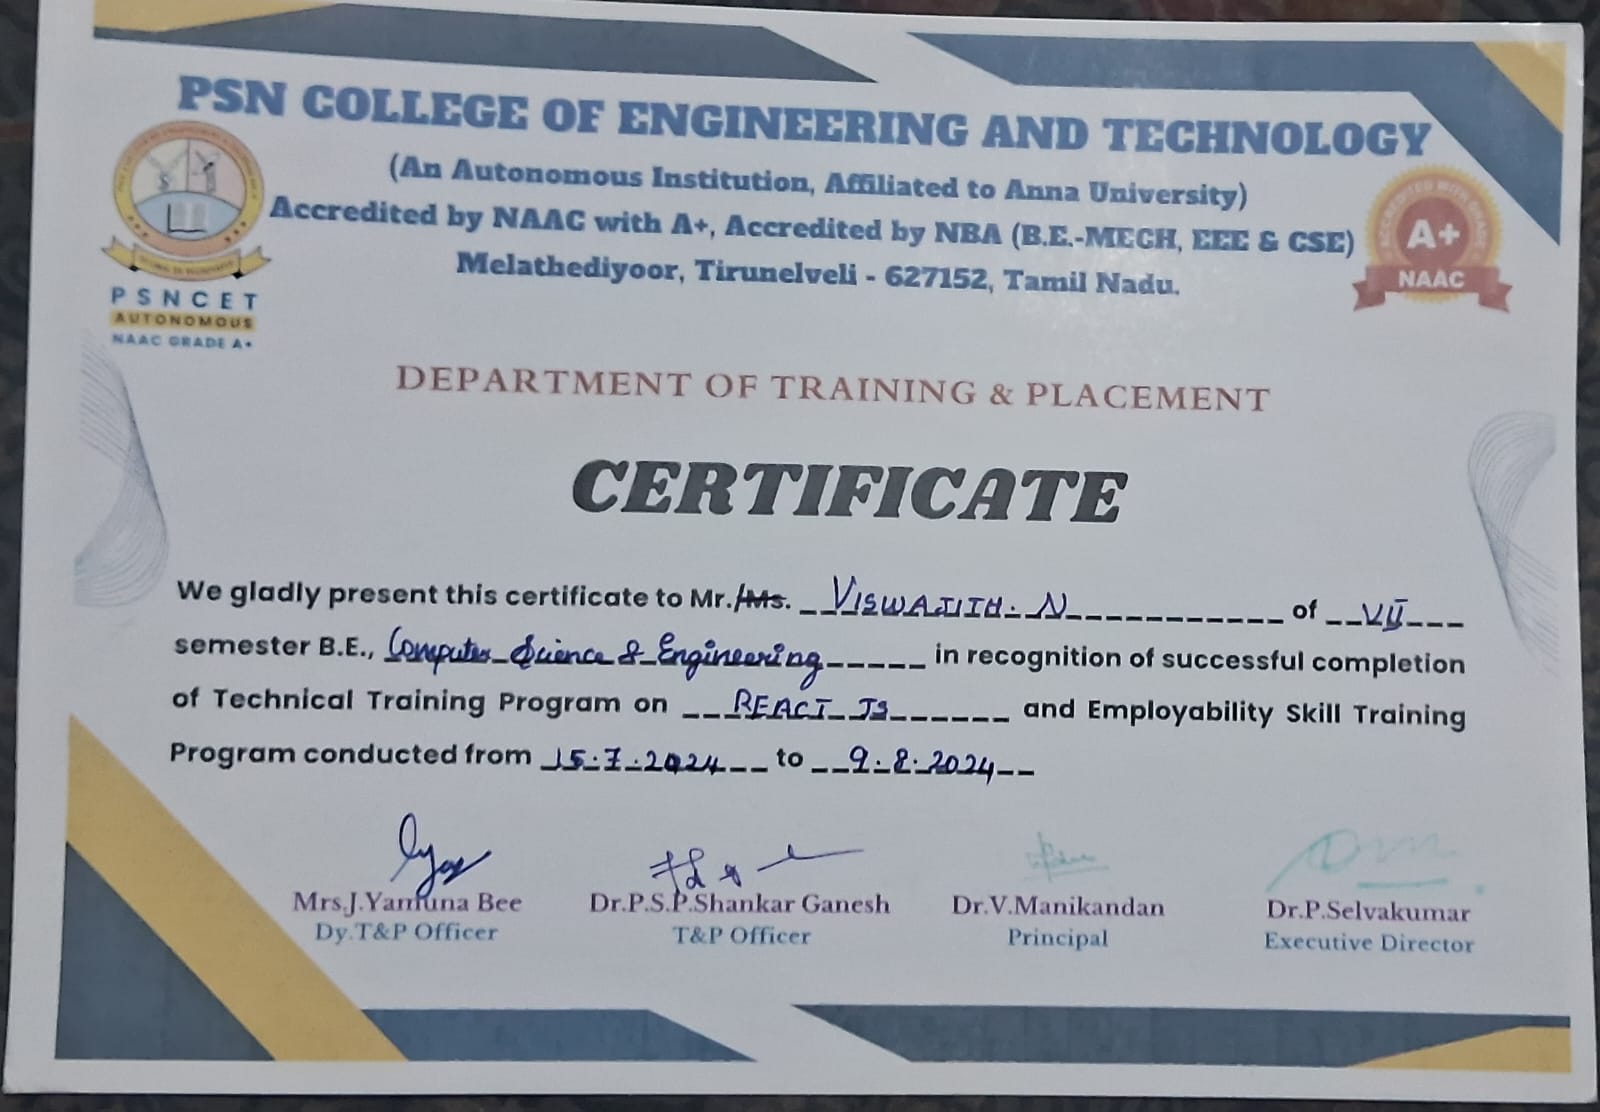 PSN COLLEGE OF ENGINEERING AND TECHNOLOGY
(An Autonomous Institution, Affiliated to Anna University)
Accredited by NAAC with A+, Accredited by NBA (B.E.-MECH, EEE & CSE)
Melathediyoor, Tirunelveli - 627152, Tamil Nadu.
PSNCET
AUTONOMOUS
NAAC GRADE A+
ACCREDITED WITH GRADE
A+
NAAC
DEPARTMENT OF TRAINING & PLACEMENT
CERTIFICATE
We gladly present this certificate to Mr./Ms. VISWAJITH. N of VII
semester B.E., Computer Science & Engineering in recognition of successful completion
of Technical Training Program on REACT JS and Employability Skill Training
Program conducted from 15.7.2024 to 9.8.2024
Mrs.J.Yamuna Bee Dr.P.S.P.Shankar Ganesh Dr.V.Manikandan Dr.P.Selvakumar
Dy.T&P Officer T&P Officer Principal Executive Director